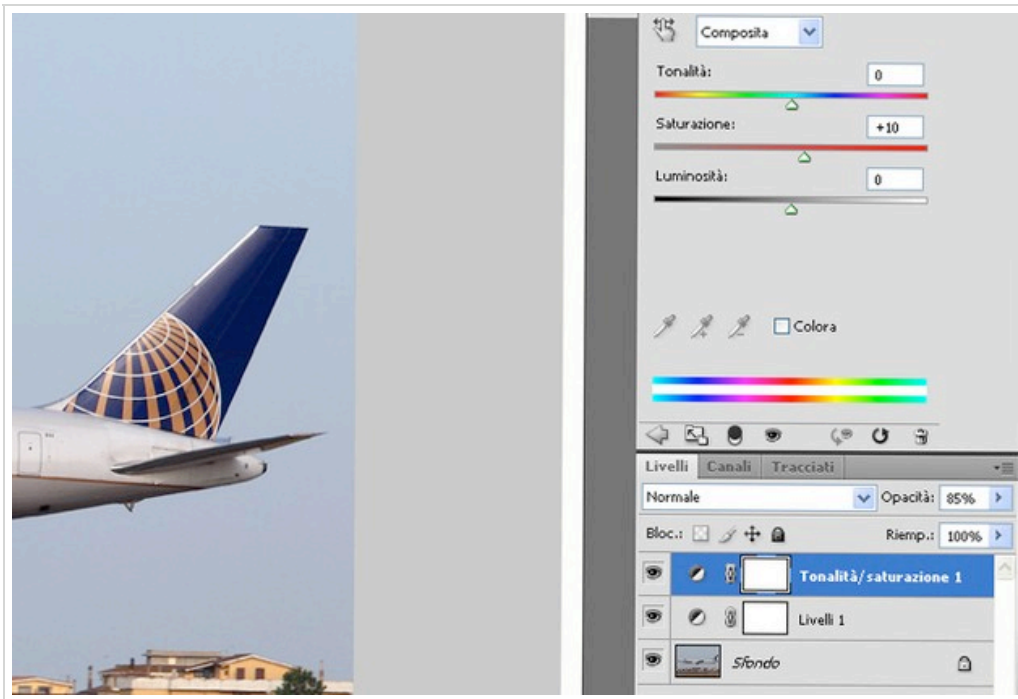 Composita
Tonalità: 0
Saturazione: +10
Luminosità: 0
Colora
Livelli Canali Tracciati
Normale Opacità: 85%
Bloc.: Riemp.: 100%
Tonalità/saturazione 1
Livelli 1
Sfondo